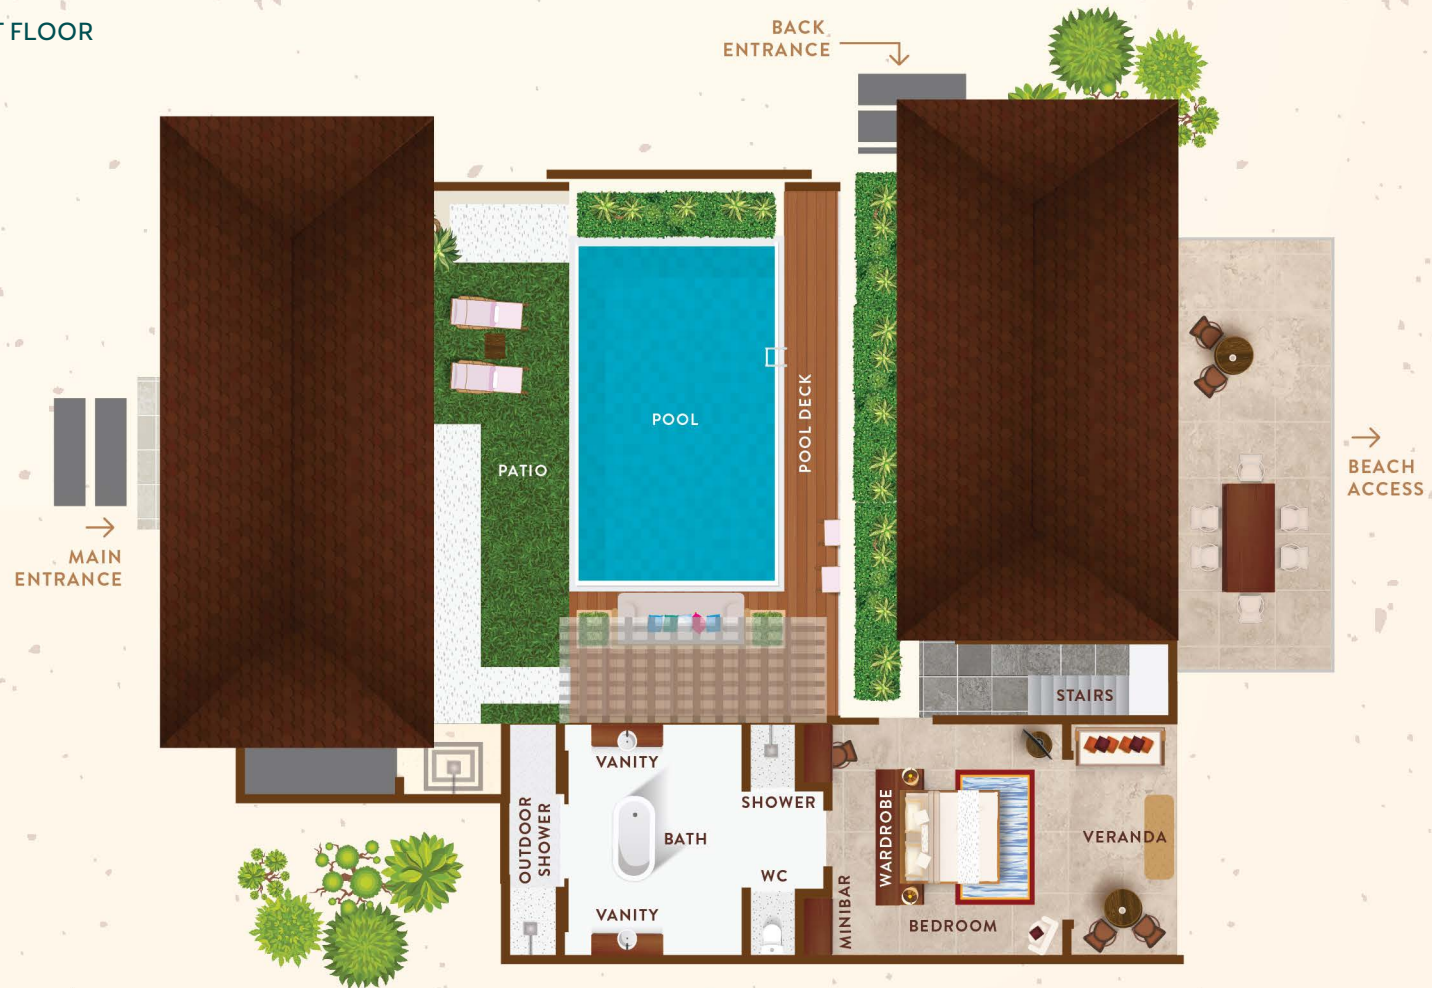 FLOOR
BACK
ENTRANCE
POOL
POOL DECK
PATIO
BEACH
ACCESS
MAIN
ENTRANCE
STAIRS
VANITY
SHOWER
OUTDOOR
SHOWER
BATH
WARDROBE
VERANDA
WC
MINIBAR
VANITY
BEDROOM